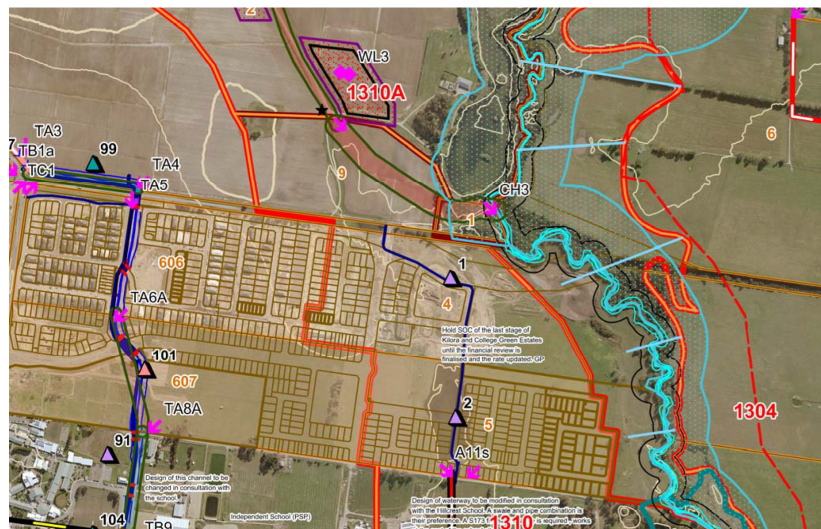 2
WL3
1310A
6
7
TA3
99
TB1a
TA4
TC1
TA5
9
CH3
1
606
1
TA6A
4
Hold SOC of the last stage of
Kilora and College Green Estates
until the financial review is
finalised and the rate updated. GP
101
607
1304
TA8A
2
5
91
A11s
Design of this channel to be
changed in consultation with
the school.
Design of waterway to be modified in consultation
with the Hillcrest School. A swale and pipe combination is
their preference. A S173 is required , works
1310
104
TB9
Independent School (PSP)